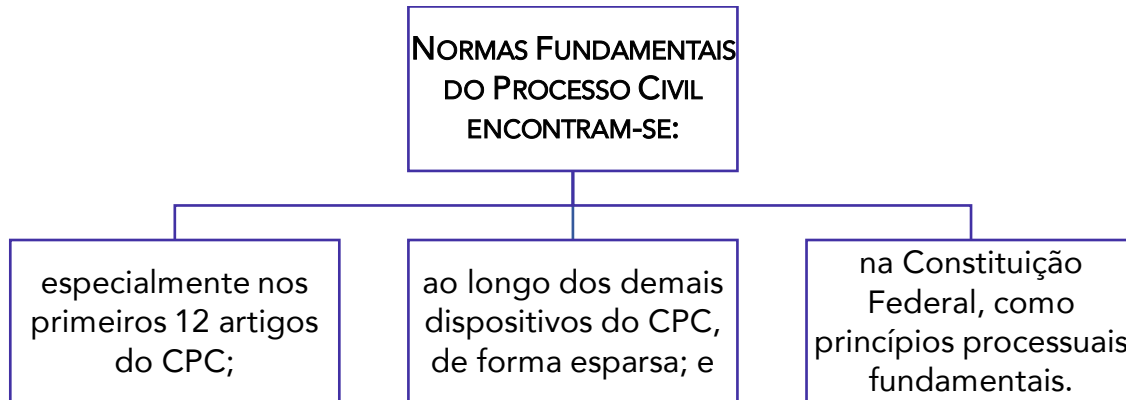 NORMAS FUNDAMENTAIS
DO PROCESSO CIVIL
ENCONTRAM-SE:
especialmente nos
primeiros 12 artigos
do CPC;
ao longo dos demais
dispositivos do CPC,
de forma esparsa; e
na Constituição
Federal, como
princípios processuais
fundamentais.